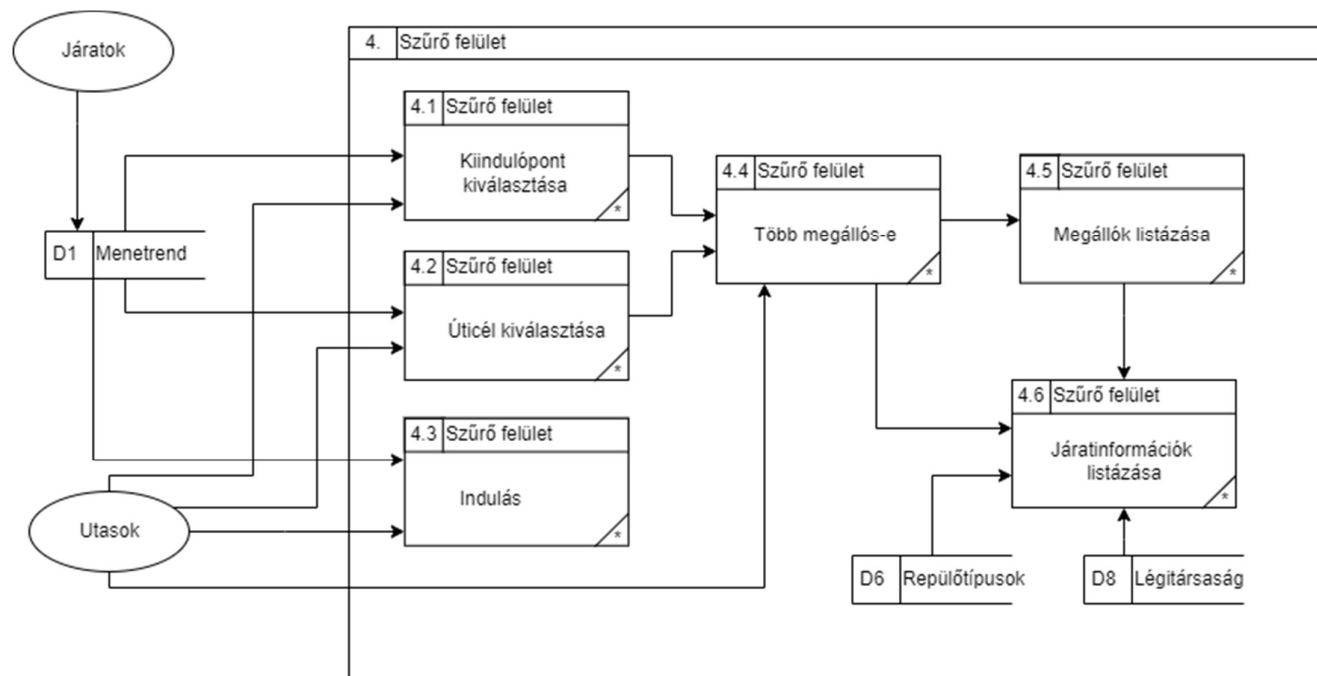 Járatok
4. Szűrő felület
4.1 Szűrő felület
Kiindulópont
kiválasztása
*
4.4 Szűrő felület
Több megállós-e
*
4.5 Szűrő felület
Megállók listázása
*
D1 Menetrend
4.2 Szűrő felület
Úticél kiválasztása
*
4.3 Szűrő felület
Indulás
*
4.6 Szűrő felület
Járatinformációk
listázása
*
Utasok
D6 Repülőtípusok
D8 Légitársaság